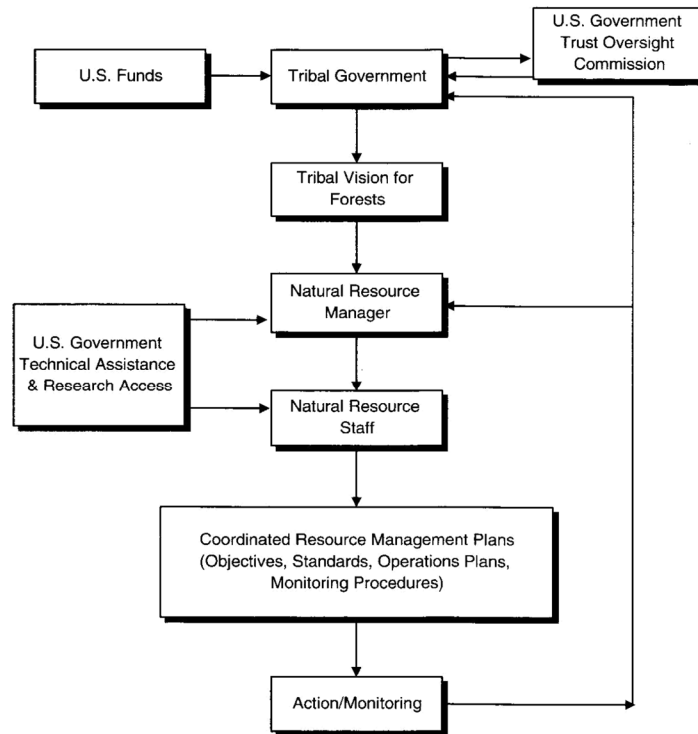 U.S. Government
Trust Oversight
Commission
U.S. Funds
Tribal Government
Tribal Vision for
Forests
Natural Resource
Manager
U.S. Government
Technical Assistance
& Research Access
Natural Resource
Staff
Coordinated Resource Management Plans
(Objectives, Standards, Operations Plans,
Monitoring Procedures)
Action/Monitoring